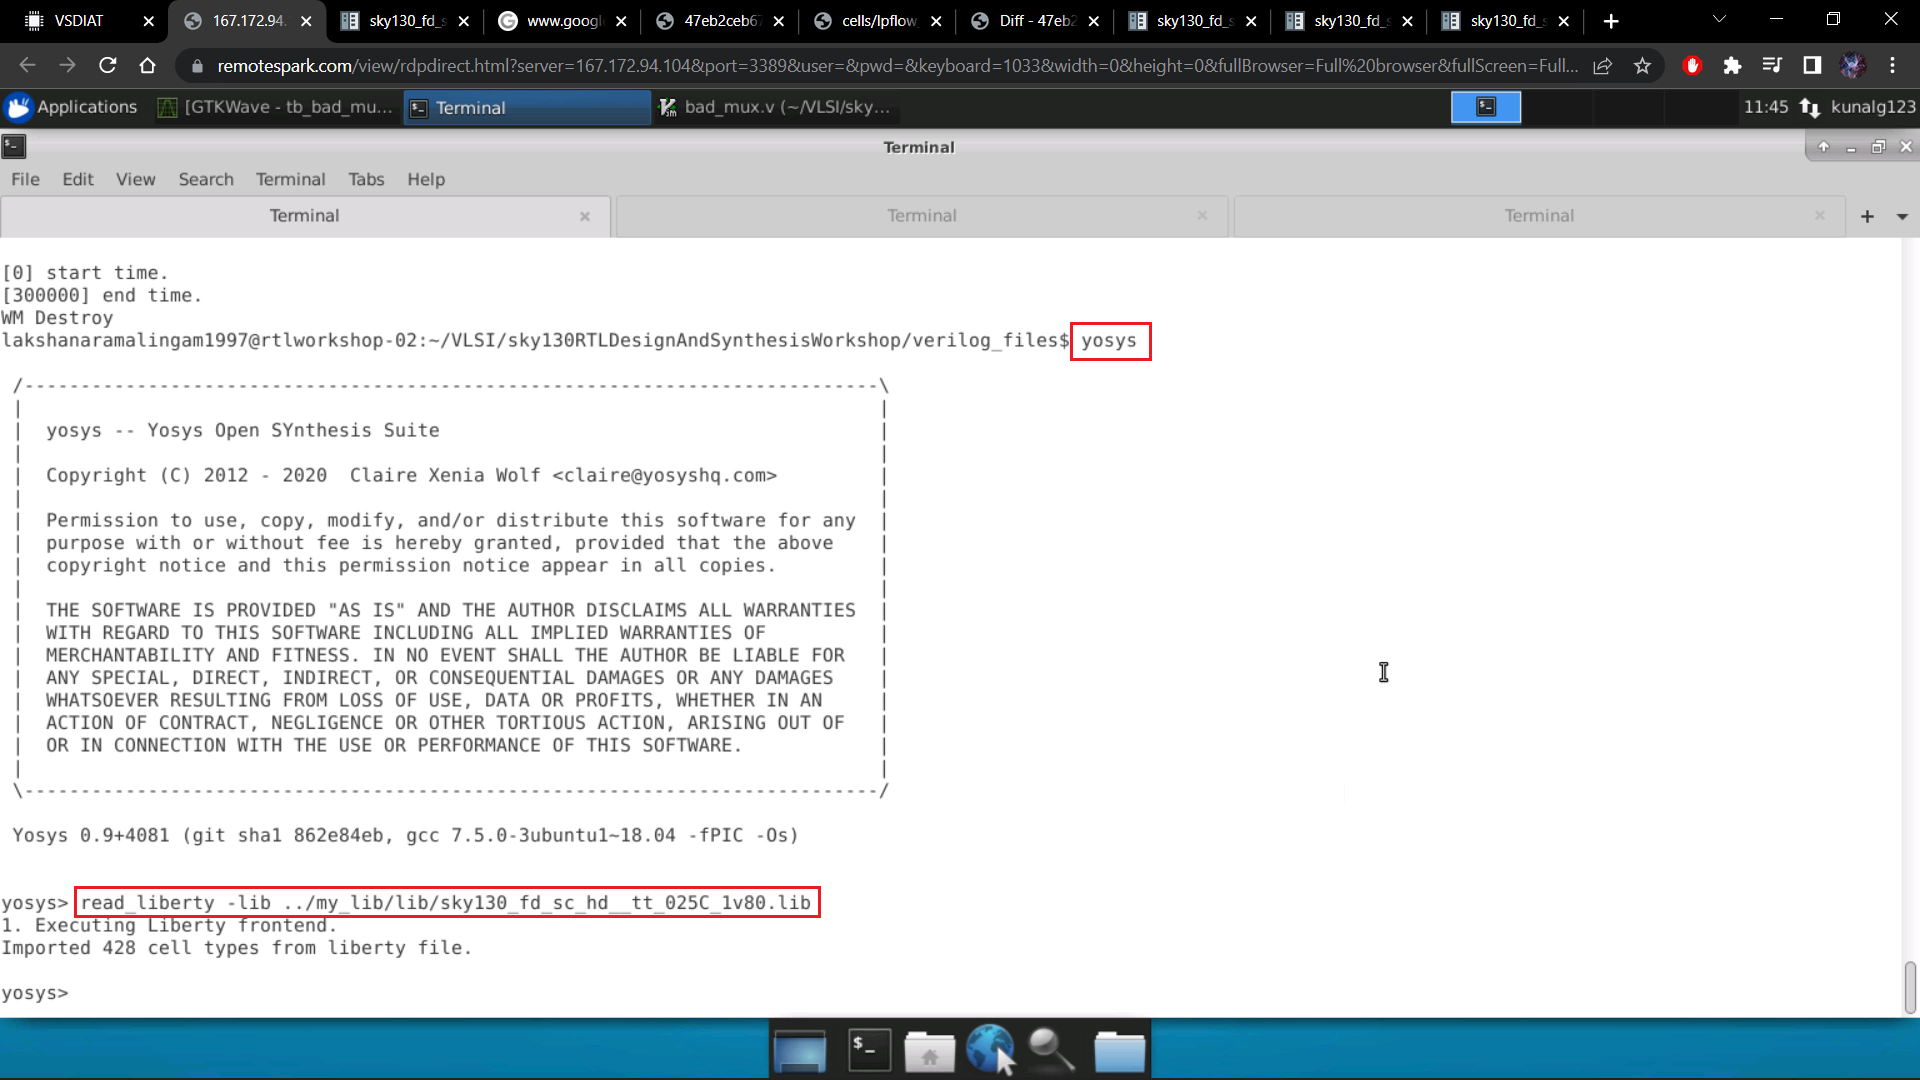 VSDIAT
167.172.94.
sky130_fd_s
www.googl
47eb2ceb67
cells/lpflow
Diff - 47eb2
sky130_fd_s
sky130_fd_s
sky130_fd_s
remotespark.com/view/rdpdirect.html?server=167.172.94.104&port=3389&user=&pwd=&keyboard=1033&width=0&height=0&fullBrowser=Full%20browser&fullScreen=Full...
Applications
[GTKWave - tb_bad_mu...
Terminal
bad_mux.v (~/VLSI/sky...
11:45
kunalg123
Terminal
File Edit View Search Terminal Tabs Help
Terminal
Terminal
Terminal
[0] start time.
[300000] end time.
WM Destroy
lakshanaramalingam1997@rtlworkshop-02:~/VLSI/sky130RTLDesignAndSynthesisWorkshop/verilog_files$ yosys
/----------------------------------------------------------------------------\
| |
| yosys -- Yosys Open SYnthesis Suite |
| |
| Copyright (C) 2012 - 2020  Claire Xenia Wolf <claire@yosyshq.com> |
| |
| Permission to use, copy, modify, and/or distribute this software for any |
| purpose with or without fee is hereby granted, provided that the above |
| copyright notice and this permission notice appear in all copies. |
| |
| THE SOFTWARE IS PROVIDED "AS IS" AND THE AUTHOR DISCLAIMS ALL WARRANTIES |
| WITH REGARD TO THIS SOFTWARE INCLUDING ALL IMPLIED WARRANTIES OF |
| MERCHANTABILITY AND FITNESS. IN NO EVENT SHALL THE AUTHOR BE LIABLE FOR |
| ANY SPECIAL, DIRECT, INDIRECT, OR CONSEQUENTIAL DAMAGES OR ANY DAMAGES |
| WHATSOEVER RESULTING FROM LOSS OF USE, DATA OR PROFITS, WHETHER IN AN |
| ACTION OF CONTRACT, NEGLIGENCE OR OTHER TORTIOUS ACTION, ARISING OUT OF |
| OR IN CONNECTION WITH THE USE OR PERFORMANCE OF THIS SOFTWARE. |
| |
\----------------------------------------------------------------------------/
Yosys 0.9+4081 (git sha1 862e84eb, gcc 7.5.0-3ubuntu1~18.04 -fPIC -Os)
yosys> read_liberty -lib ../my_lib/lib/sky130_fd_sc_hd__tt_025C_1v80.lib
1. Executing Liberty frontend.
Imported 428 cell types from liberty file.
yosys>